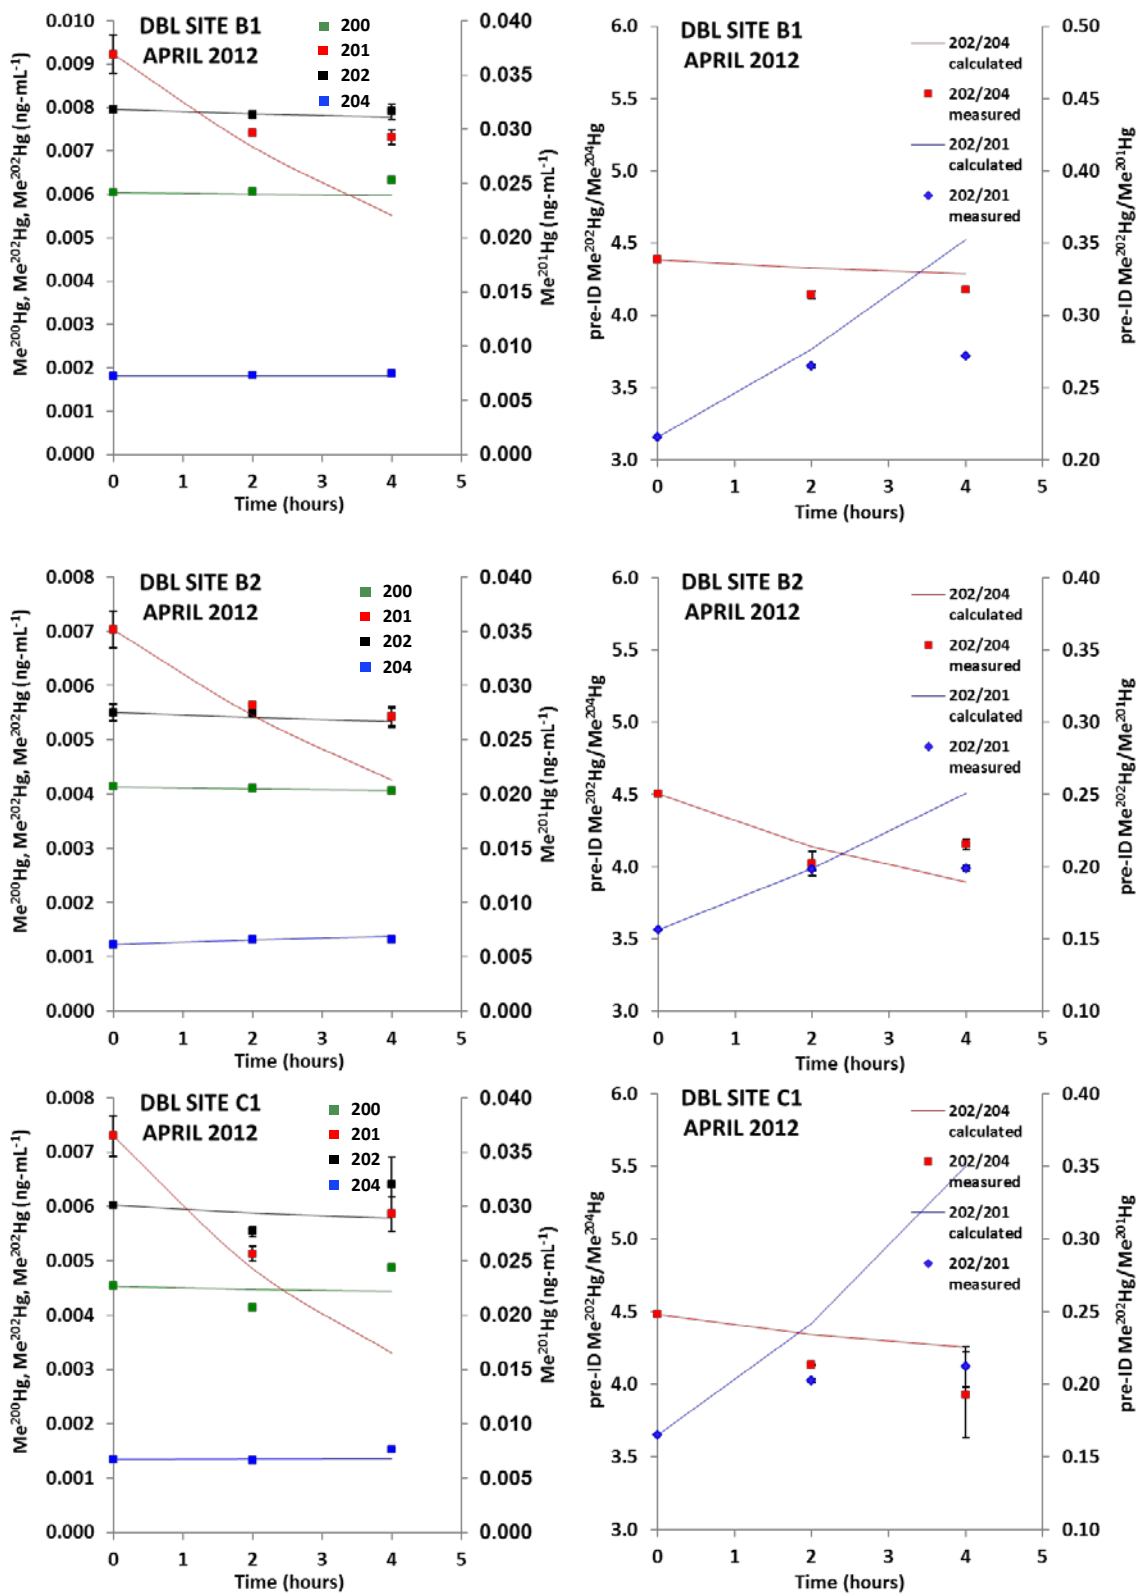 DBL SITE B1
APRIL 2012
200
201
202
204
0.010
0.009
0.008
0.007
0.006
0.005
0.004
0.003
0.002
0.001
0.000
0.040
0.035
0.030
0.025
0.020
0.015
0.010
0.005
0.000
Me²⁰⁰Hg, Me²⁰²Hg, Me²⁰²Hg (ng-mL⁻¹)
Me²⁰¹Hg (ng-mL⁻¹)
0 1 2 3 4 5
Time (hours)
DBL SITE B1
APRIL 2012
202/204
calculated
202/204
measured
202/201
calculated
202/201
measured
6.0
5.5
5.0
4.5
4.0
3.5
3.0
0.50
0.45
0.40
0.35
0.30
0.25
0.20
pre-ID Me²⁰²Hg/Me²⁰⁴Hg
pre-ID Me²⁰²Hg/Me²⁰¹Hg
0 1 2 3 4 5
Time (hours)
DBL SITE B2
APRIL 2012
200
201
202
204
0.008
0.007
0.006
0.005
0.004
0.003
0.002
0.001
0.000
0.040
0.035
0.030
0.025
0.020
0.015
0.010
0.005
0.000
Me²⁰⁰Hg, Me²⁰²Hg, Me²⁰²Hg (ng-mL⁻¹)
Me²⁰¹Hg (ng-mL⁻¹)
0 1 2 3 4 5
Time (hours)
DBL SITE B2
APRIL 2012
202/204
calculated
202/204
measured
202/201
calculated
202/201
measured
6.0
5.5
5.0
4.5
4.0
3.5
3.0
0.40
0.35
0.30
0.25
0.20
0.15
0.10
pre-ID Me²⁰²Hg/Me²⁰⁴Hg
pre-ID Me²⁰²Hg/Me²⁰¹Hg
0 1 2 3 4 5
Time (hours)
DBL SITE C1
APRIL 2012
200
201
202
204
0.008
0.007
0.006
0.005
0.004
0.003
0.002
0.001
0.000
0.040
0.035
0.030
0.025
0.020
0.015
0.010
0.005
0.000
Me²⁰⁰Hg, Me²⁰²Hg, Me²⁰²Hg (ng-mL⁻¹)
Me²⁰¹Hg (ng-mL⁻¹)
0 1 2 3 4 5
Time (hours)
DBL SITE C1
APRIL 2012
202/204
calculated
202/204
measured
202/201
calculated
202/201
measured
6.0
5.5
5.0
4.5
4.0
3.5
3.0
0.40
0.35
0.30
0.25
0.20
0.15
0.10
pre-ID Me²⁰²Hg/Me²⁰⁴Hg
pre-ID Me²⁰²Hg/Me²⁰¹Hg
0 1 2 3 4 5
Time (hours)